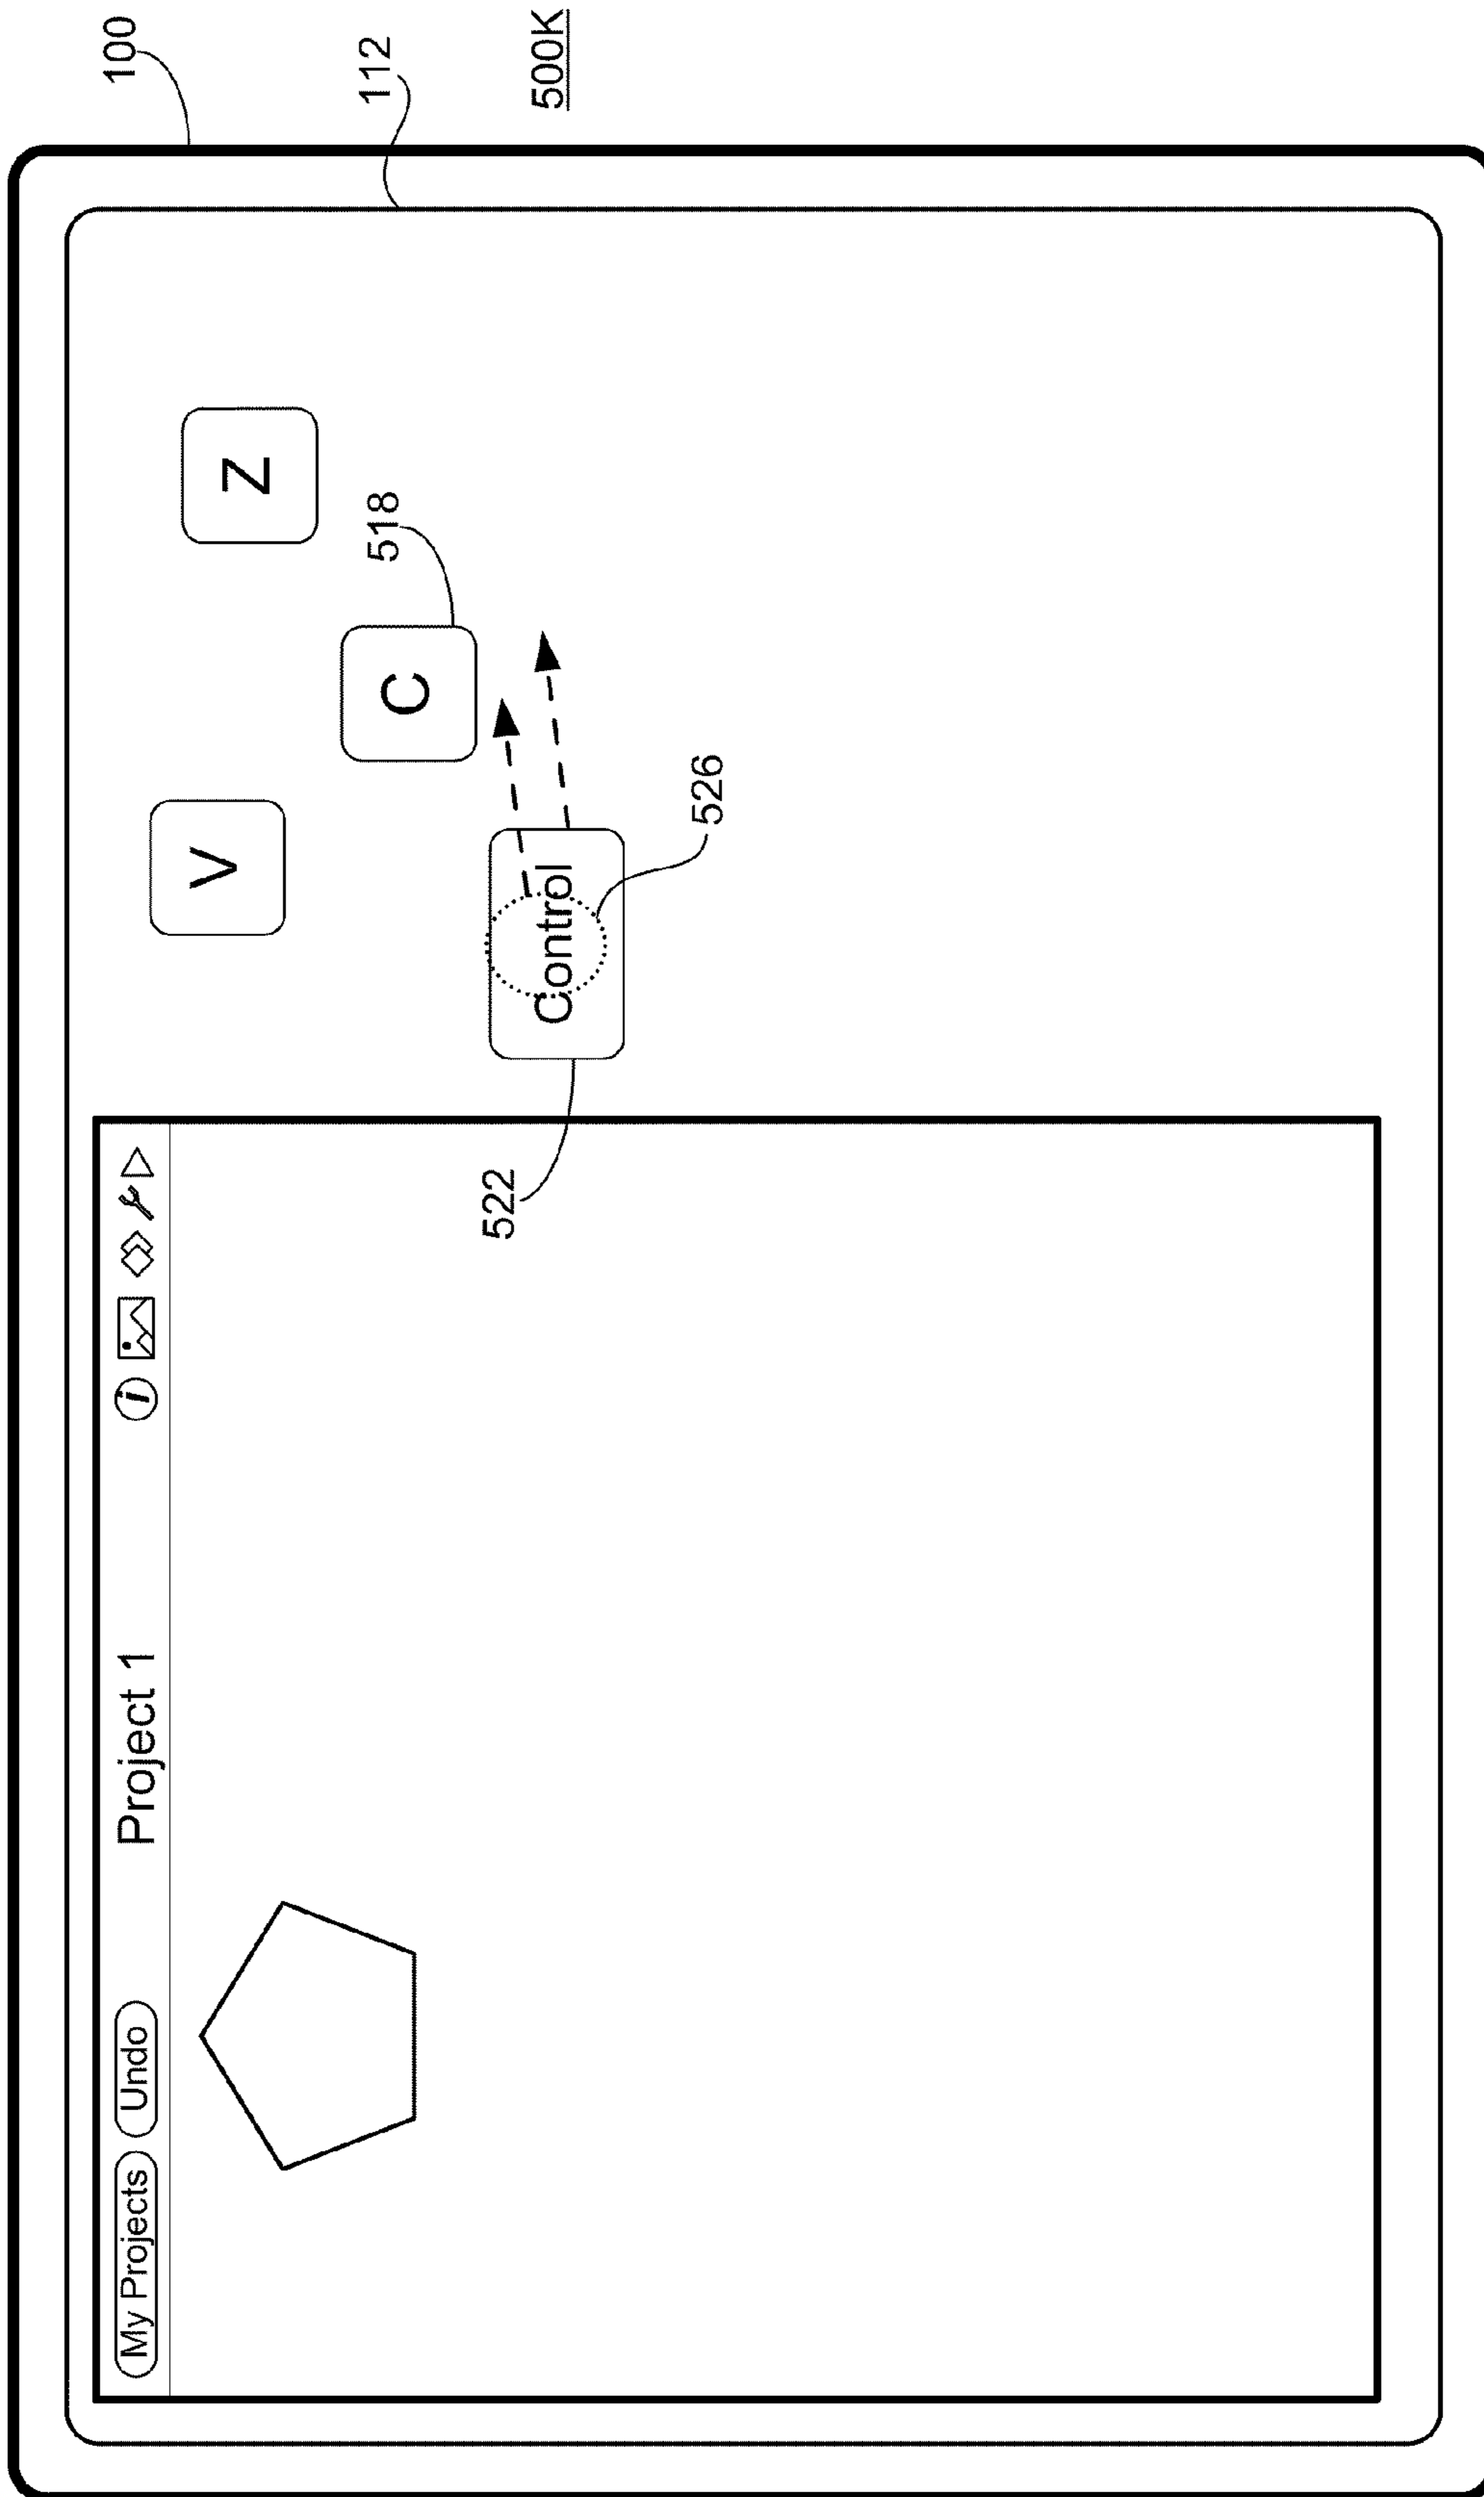 100
112
500K
My Projects
Undo
Project 1
i
V
Z
C
518
Control
522
526